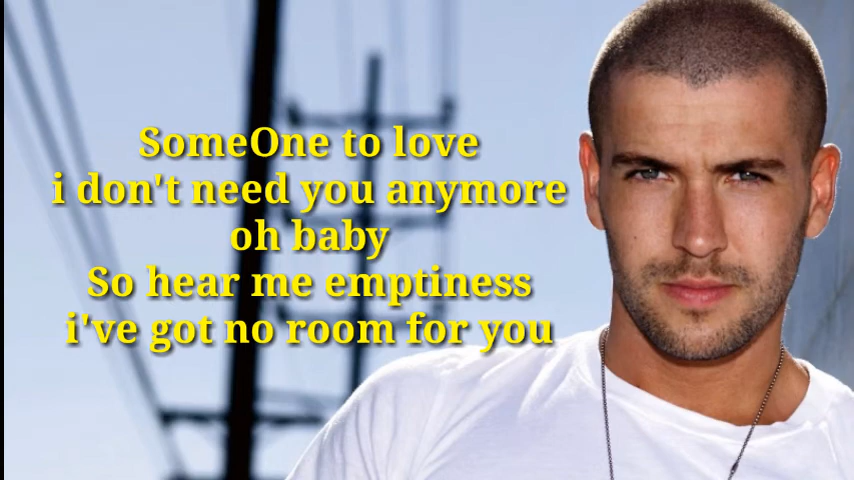 SomeOne to love
i don't need you anymore
oh baby
So hear me emptiness
i've got no room for you